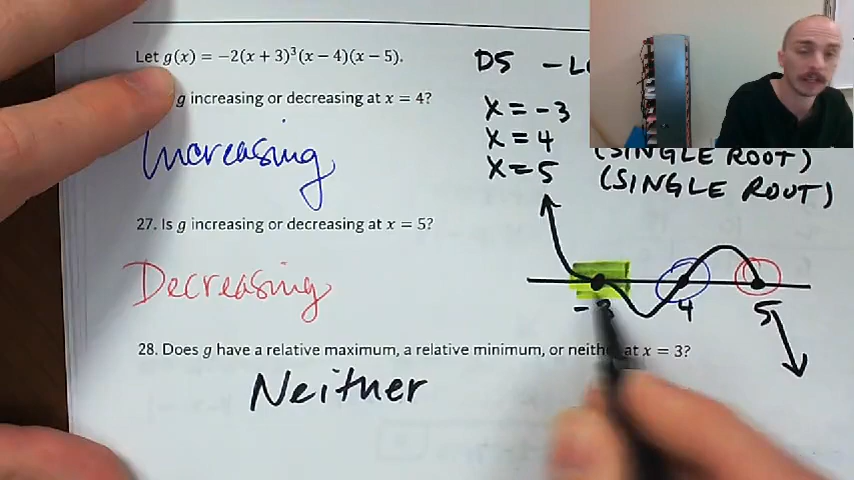 Let g(x) = −2(x + 3)³(x − 4)(x − 5).
D5 – L
g increasing or decreasing at x = 4?
x = -3
Increasing
x = 4
(SINGLE ROOT)
x = 5
(SINGLE ROOT)
27. Is g increasing or decreasing at x = 5?
Decreasing
4
5
28. Does g have a relative maximum, a relative minimum, or neither at x = 3?
Neither